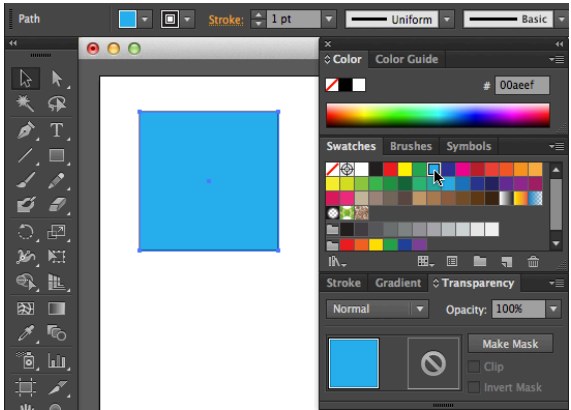 Path Stroke: 1 pt Uniform Basic
Color Color Guide
# 00aeef
Swatches Brushes Symbols
Stroke Gradient Transparency
Normal Opacity: 100%
Make Mask
Clip
Invert Mask